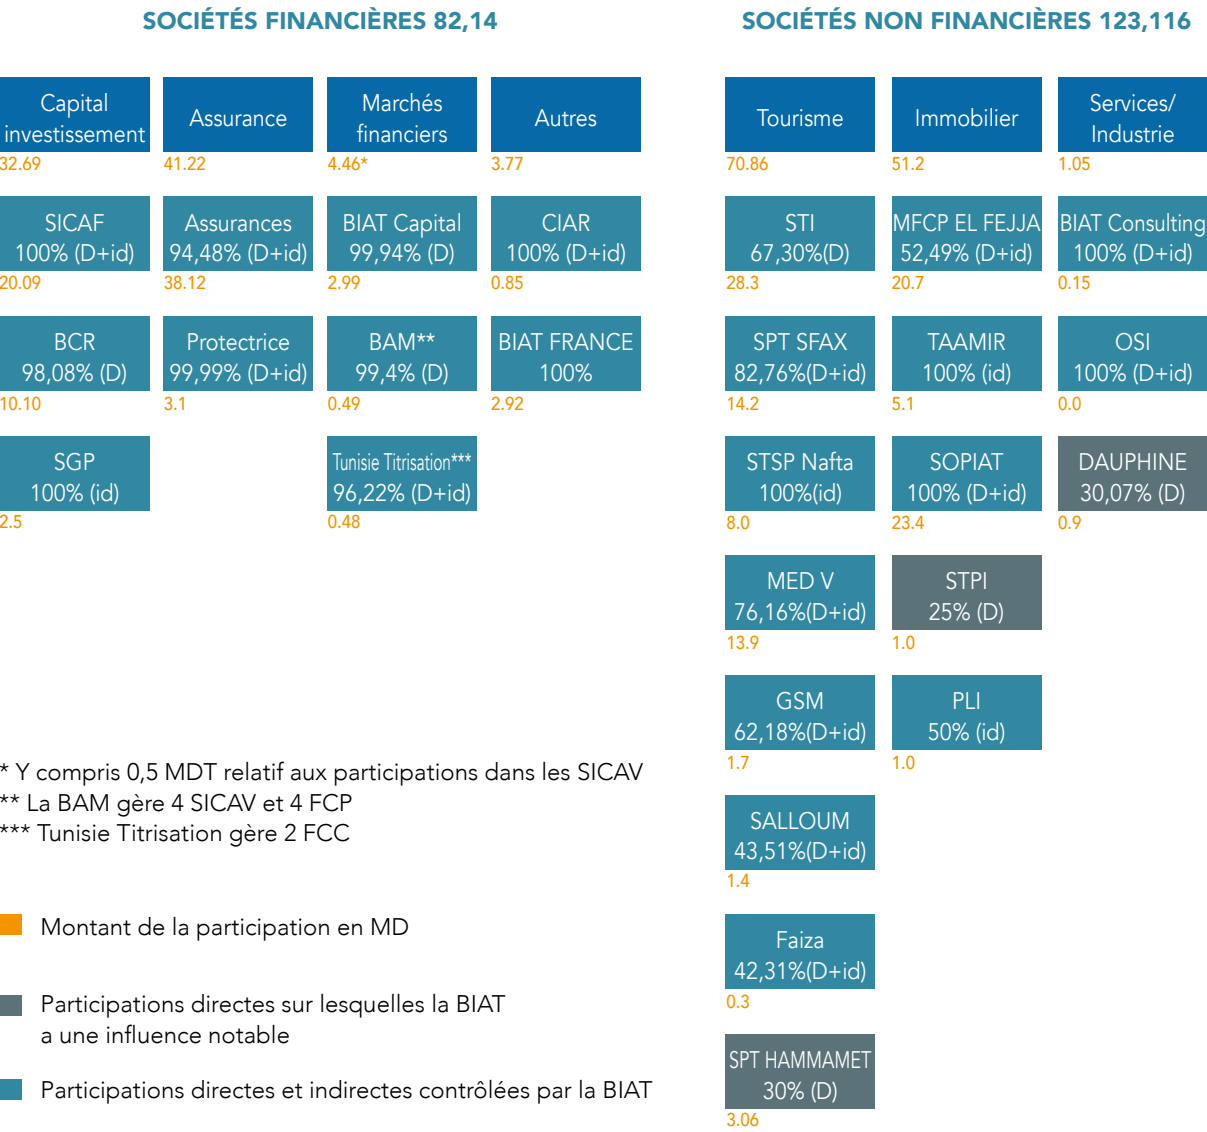 SOCIÉTÉS FINANCIÈRES 82,14
Capital
investissement
32.69
SICAF
100% (D+id)
20.09
BCR
98,08% (D)
10.10
SGP
100% (id)
2.5
Assurance
41.22
Assurances
94,48% (D+id)
38.12
Protectrice
99,99% (D+id)
3.1
Marchés
financiers
4.46*
BIAT Capital
99,94% (D)
2.99
BAM**
99,4% (D)
0.49
Tunisie Titrisation***
96,22% (D+id)
0.48
Autres
3.77
CIAR
100% (D+id)
0.85
BIAT FRANCE
100%
2.92
SOCIÉTÉS NON FINANCIÈRES 123,116
Tourisme
70.86
STI
67,30%(D)
28.3
SPT SFAX
82,76%(D+id)
14.2
STSP Nafta
100%(id)
8.0
MED V
76,16%(D+id)
13.9
GSM
62,18%(D+id)
1.7
SALLOUM
43,51%(D+id)
1.4
Faiza
42,31%(D+id)
0.3
SPT HAMMAMET
30% (D)
3.06
Immobilier
51.2
MFCP EL FEJJA
52,49% (D+id)
20.7
TAAMIR
100% (id)
5.1
SOPIAT
100% (D+id)
23.4
STPI
25% (D)
1.0
PLI
50% (id)
1.0
Services/
Industrie
1.05
BIAT Consulting
100% (D+id)
0.15
OSI
100% (D+id)
0.0
DAUPHINE
30,07% (D)
0.9
* Y compris 0,5 MDT relatif aux participations dans les SICAV
** La BAM gère 4 SICAV et 4 FCP
*** Tunisie Titrisation gère 2 FCC
Montant de la participation en MD
Participations directes sur lesquelles la BIAT
a une influence notable
Participations directes et indirectes contrôlées par la BIAT